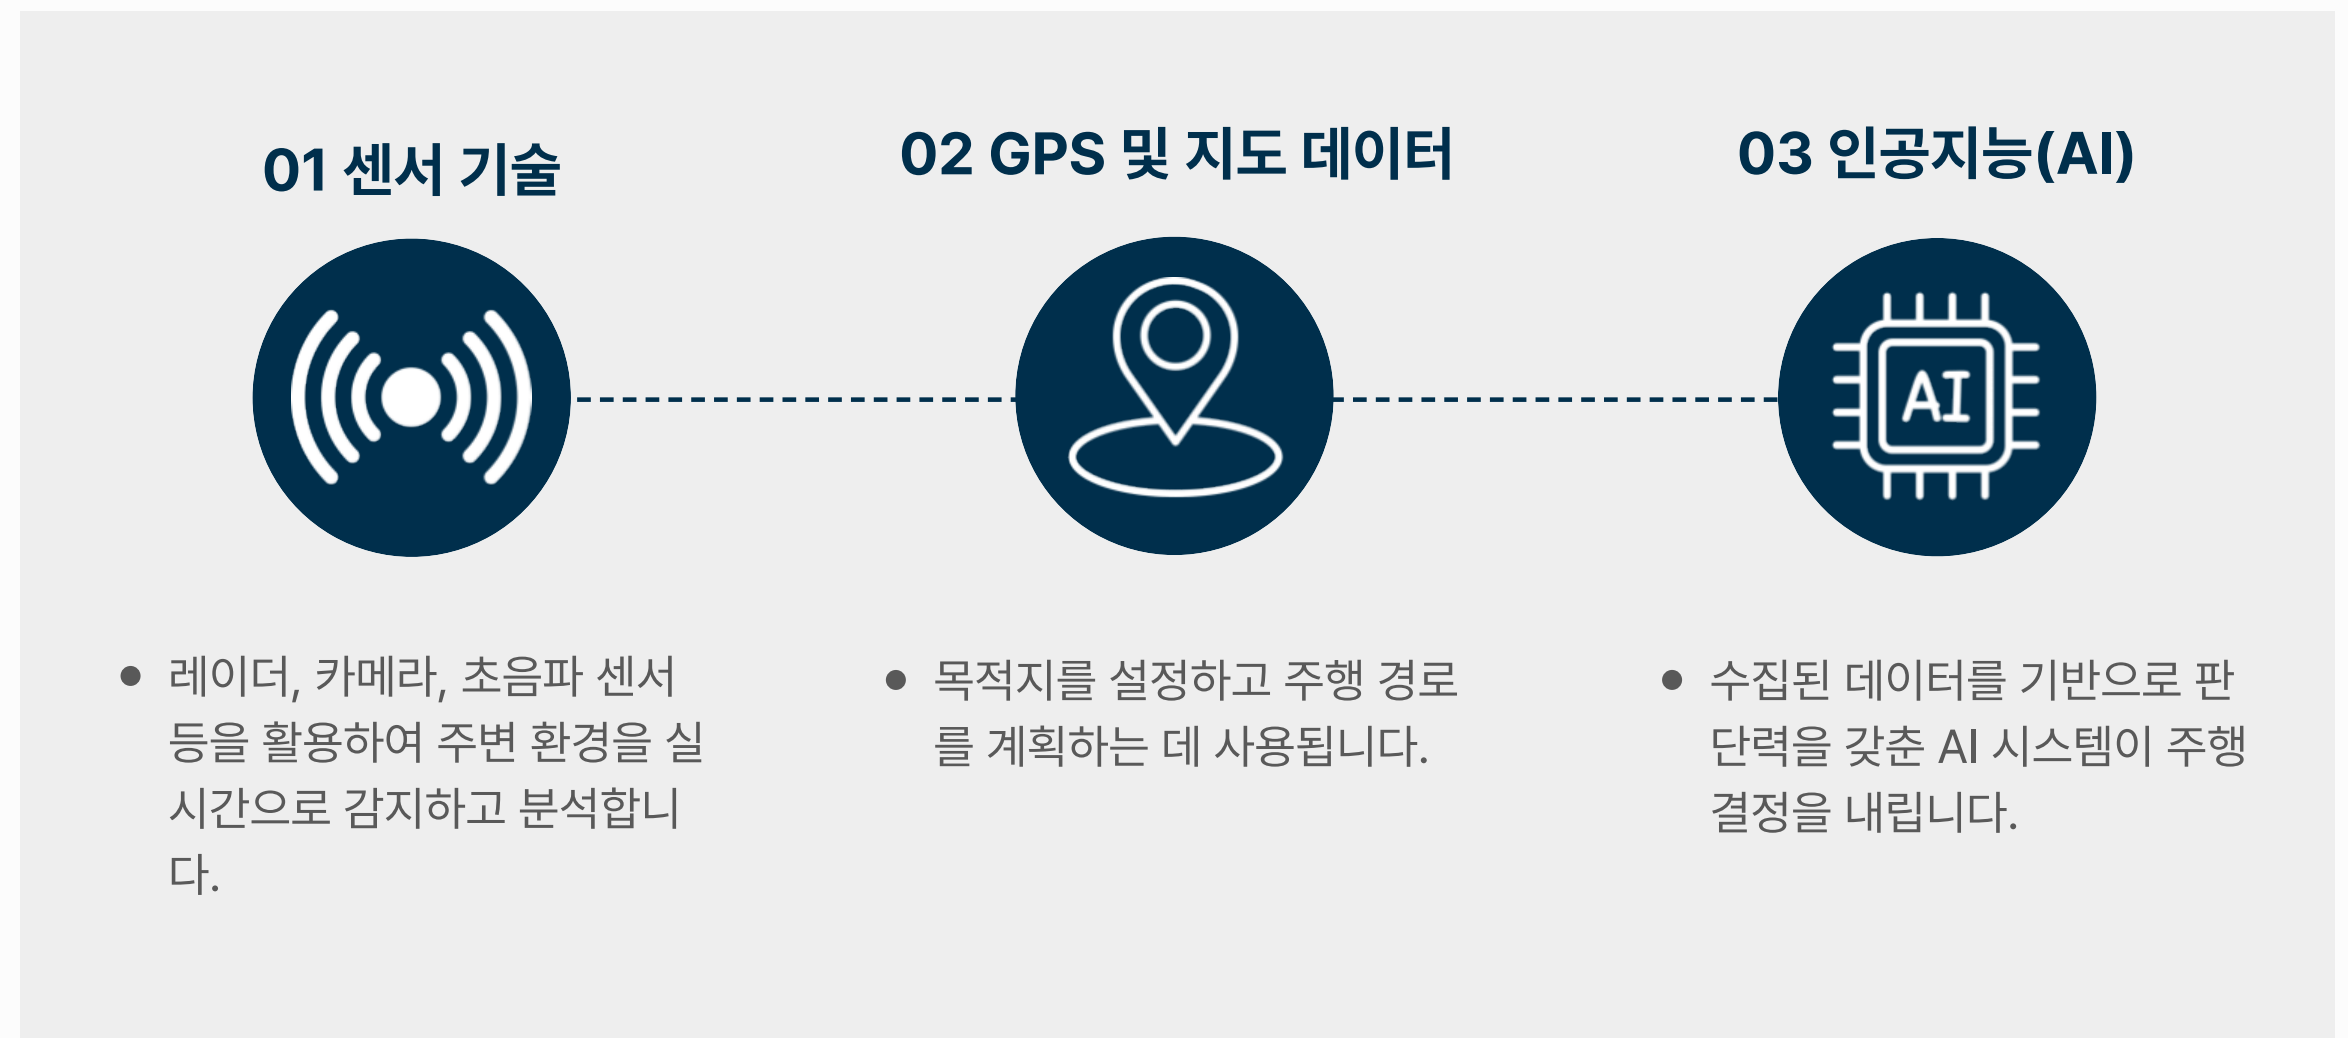 01 센서 기술
02 GPS 및 지도 데이터
03 인공지능(AI)
AI
레이더, 카메라, 초음파 센서
등을 활용하여 주변 환경을 실
시간으로 감지하고 분석합니
다.
목적지를 설정하고 주행 경로
를 계획하는 데 사용됩니다.
수집된 데이터를 기반으로 판
단력을 갖춘 AI 시스템이 주행
결정을 내립니다.